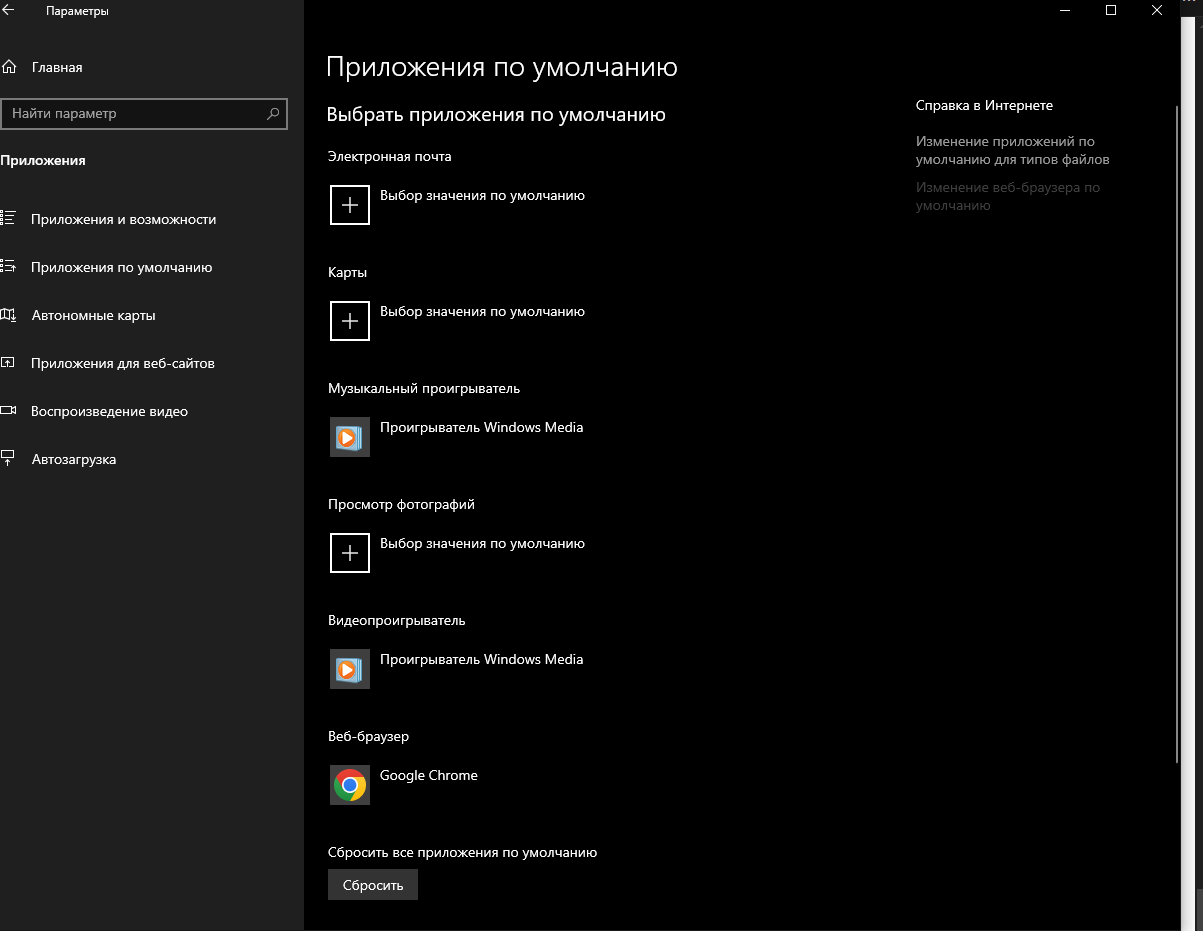 Параметры
Главная
Найти параметр
Приложения
Приложения и возможности
Приложения по умолчанию
Автономные карты
Приложения для веб-сайтов
Воспроизведение видео
Автозагрузка
Приложения по умолчанию
Выбрать приложения по умолчанию
Электронная почта
Выбор значения по умолчанию
Карты
Выбор значения по умолчанию
Музыкальный проигрыватель
Проигрыватель Windows Media
Просмотр фотографий
Выбор значения по умолчанию
Видеопроигрыватель
Проигрыватель Windows Media
Веб-браузер
Google Chrome
Сбросить все приложения по умолчанию
Сбросить
Справка в Интернете
Изменение приложений по
умолчанию для типов файлов
Изменение веб-браузера по
умолчанию